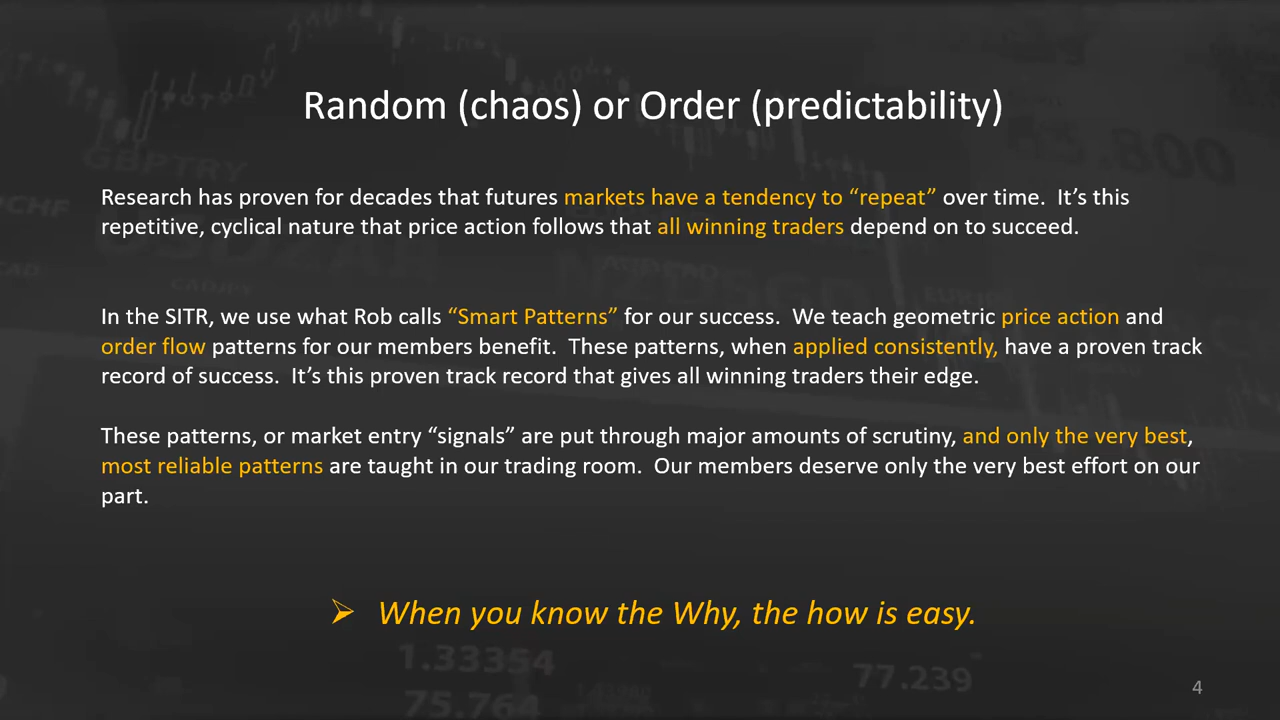 Random (chaos) or Order (predictability)
Research has proven for decades that futures markets have a tendency to “repeat” over time.  It’s this
repetitive, cyclical nature that price action follows that all winning traders depend on to succeed.
In the SITR, we use what Rob calls “Smart Patterns” for our success.  We teach geometric price action and
order flow patterns for our members benefit.  These patterns, when applied consistently, have a proven track
record of success.  It’s this proven track record that gives all winning traders their edge.
These patterns, or market entry “signals” are put through major amounts of scrutiny, and only the very best,
most reliable patterns are taught in our trading room.  Our members deserve only the very best effort on our
part.
➢ When you know the Why, the how is easy.
GBPTRY
CADJPY
1.33354
77.239
75.764
4